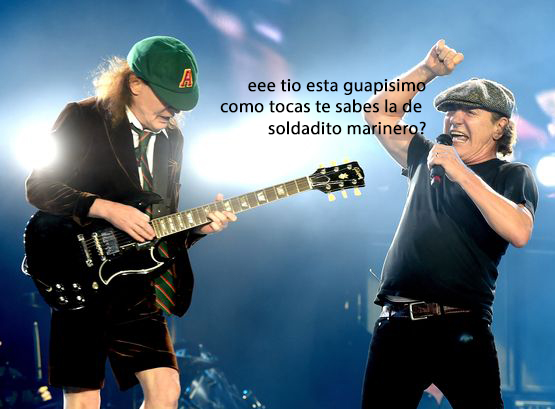 eee tio esta guapisimo
como tocas te sabes la de
soldadito marinero?
A